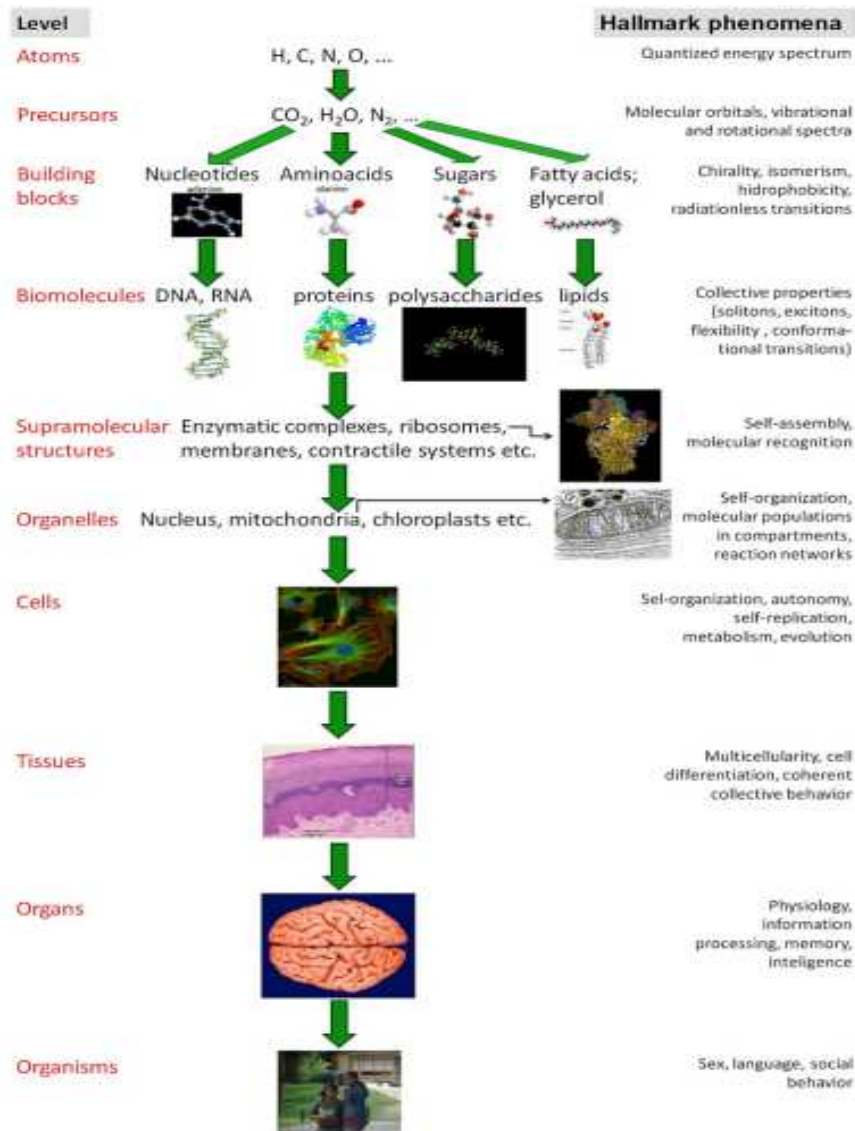 Level
Hallmark phenomena
Atoms
H, C, N, O, ...
Quantized energy spectrum
Precursors
CO₂, H₂O, N₂, ...
Molecular orbitals, vibrational
and rotational spectra
Building
blocks
Nucleotides
Aminoacids
Sugars
Fatty acids;
glycerol
Chirality, isomerism,
hidrophobicity,
radiationless transitions
Biomolecules
DNA, RNA
proteins
polysaccharides
lipids
Collective properties
(solitons, excitons,
flexibility , conforma-
tional transitions)
Supramolecular
structures
Enzymatic complexes, ribosomes,
membranes, contractile systems etc.
Self-assembly,
molecular recognition
Organelles
Nucleus, mitochondria, chloroplasts etc.
Self-organization,
molecular populations
in compartments,
reaction networks
Cells
Sel-organization, autonomy,
self-replication,
metabolism, evolution
Tissues
Multicellularity, cell
differentiation, coherent
collective behavior
Organs
Physiology,
information
processing, memory,
inteligence
Organisms
Sex, language, social
behavior